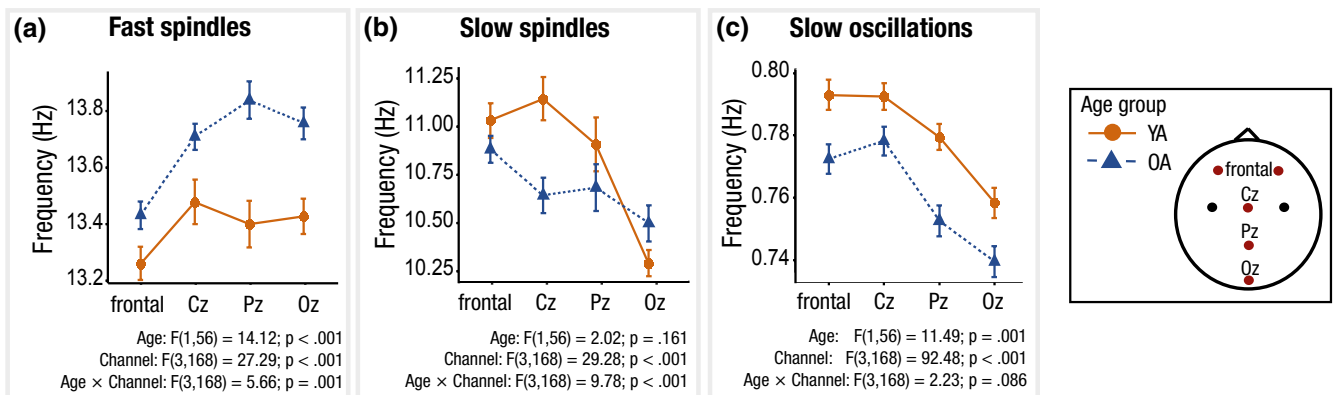 (a) Fast spindles
Frequency (Hz)
13.8
13.6
13.4
13.2
frontal Cz Pz Oz
Age: F(1,56) = 14.12; p < .001
Channel: F(3,168) = 27.29; p < .001
Age × Channel: F(3,168) = 5.66; p = .001
(b) Slow spindles
Frequency (Hz)
11.25
11.00
10.75
10.50
10.25
frontal Cz Pz Oz
Age: F(1,56) = 2.02; p = .161
Channel: F(3,168) = 29.28; p < .001
Age × Channel: F(3,168) = 9.78; p < .001
(c) Slow oscillations
Frequency (Hz)
0.80
0.78
0.76
0.74
frontal Cz Pz Oz
Age: F(1,56) = 11.49; p = .001
Channel: F(3,168) = 92.48; p < .001
Age × Channel: F(3,168) = 2.23; p = .086
Age group
YA
OA
frontal
Cz
Pz
Oz